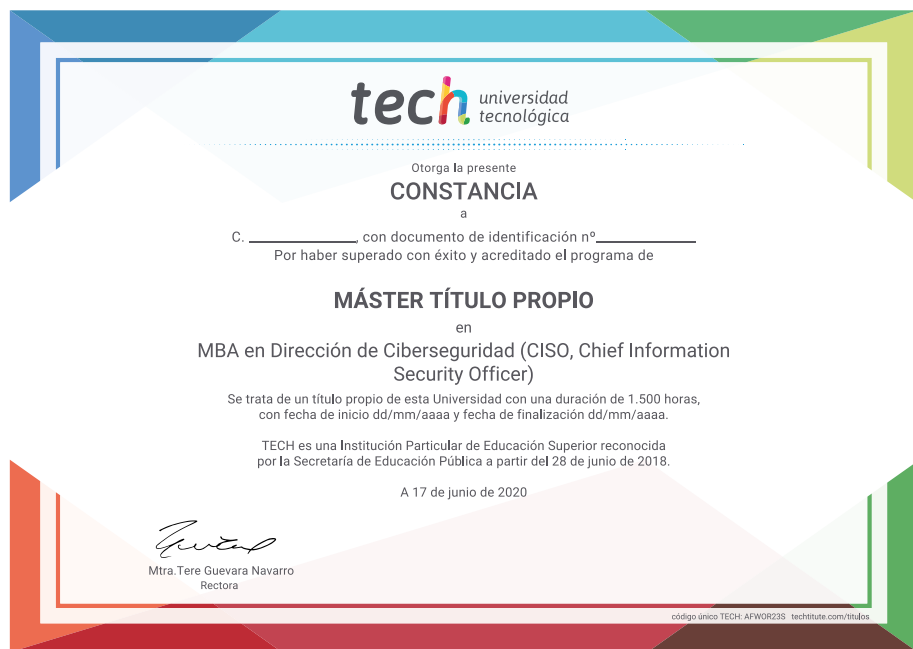 tech universidad
tecnológica
Otorga la presente
CONSTANCIA
a
C. ____________, con documento de identificación nº___________
Por haber superado con éxito y acreditado el programa de
MÁSTER TÍTULO PROPIO
en
MBA en Dirección de Ciberseguridad (CISO, Chief Information
Security Officer)
Se trata de un título propio de esta Universidad con una duración de 1.500 horas,
con fecha de inicio dd/mm/aaaa y fecha de finalización dd/mm/aaaa.
TECH es una Institución Particular de Educación Superior reconocida
por la Secretaría de Educación Pública a partir del 28 de junio de 2018.
A 17 de junio de 2020
Mtra.Tere Guevara Navarro
Rectora
código único TECH: AFWOR23S techtitute.com/titulos